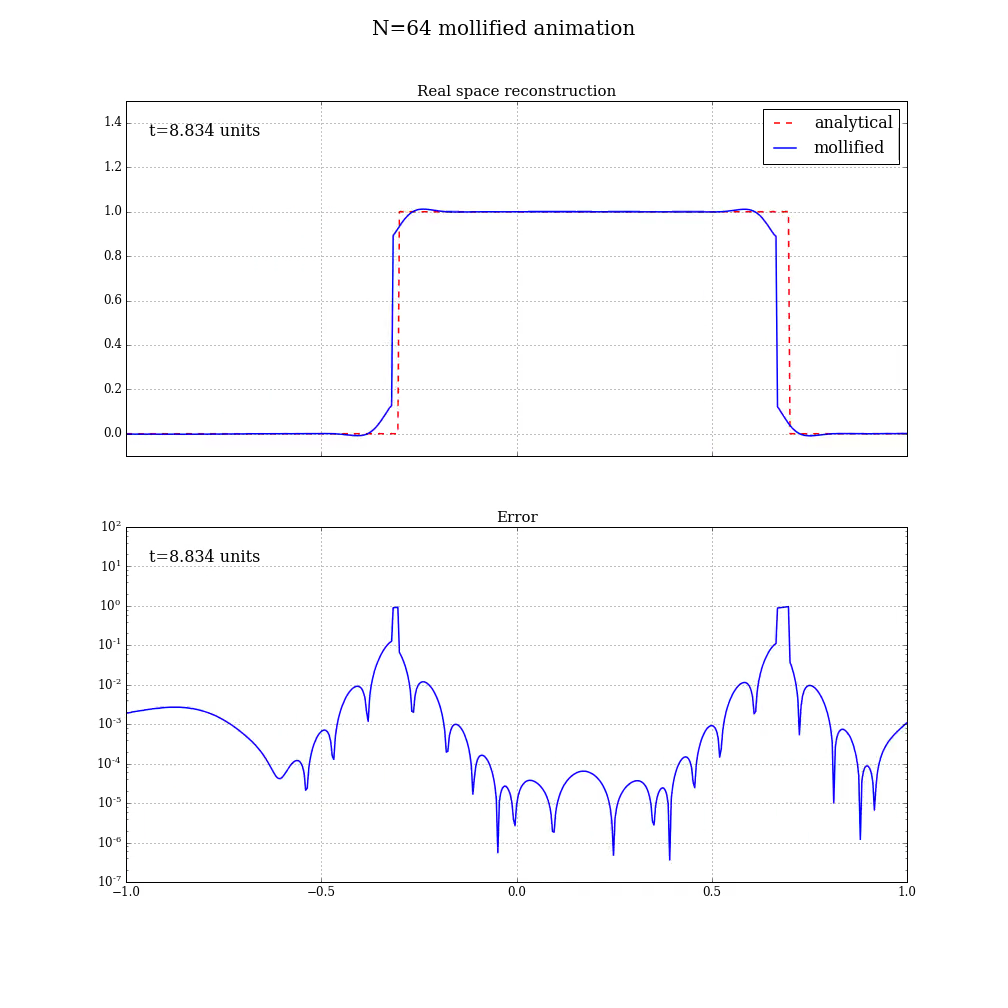 N=64 mollified animation
Real space reconstruction
t=8.834 units
analytical
mollified
1.4
1.2
1.0
0.8
0.6
0.4
0.2
0.0
Error
t=8.834 units
10²
10¹
10⁰
10⁻¹
10⁻²
10⁻³
10⁻⁴
10⁻⁵
10⁻⁶
10⁻⁷
−1.0 −0.5 0.0 0.5 1.0